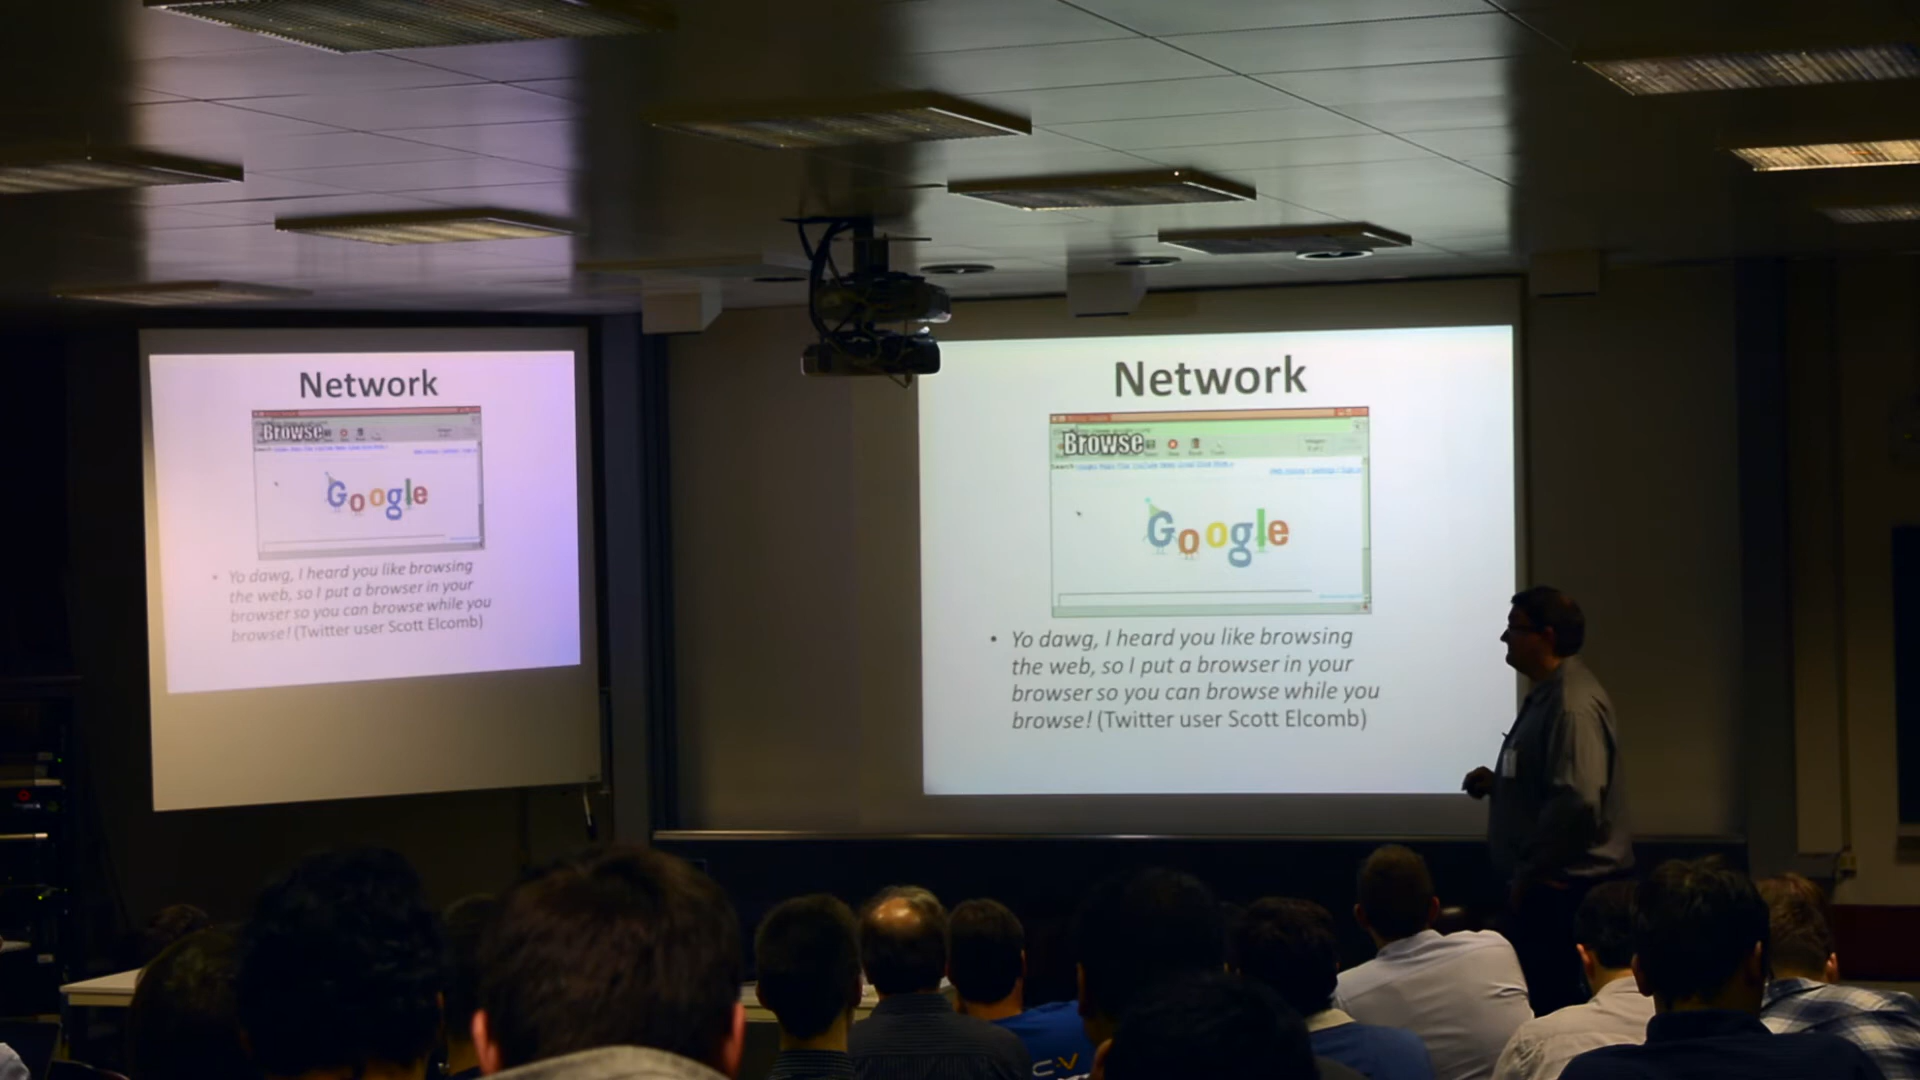 Network
Browse
Google
• Yo dawg, I heard you like browsing
the web, so I put a browser in your
browser so you can browse while you
browse! (Twitter user Scott Elcomb)
Network
Browse
Search
Google
• Yo dawg, I heard you like browsing
the web, so I put a browser in your
browser so you can browse while you
browse! (Twitter user Scott Elcomb)